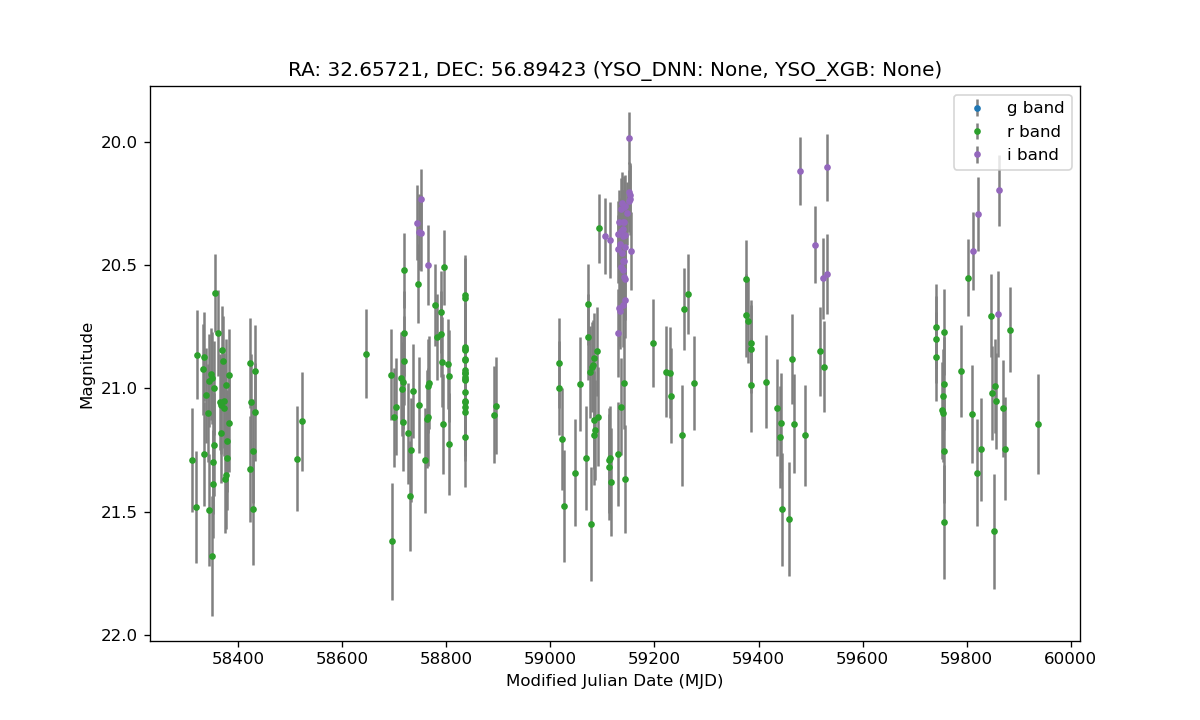 RA: 32.65721, DEC: 56.89423 (YSO_DNN: None, YSO_XGB: None)
g band
r band
i band
20.0
20.5
21.0
21.5
22.0
Magnitude
58400 58600 58800 59000 59200 59400 59600 59800 60000
Modified Julian Date (MJD)